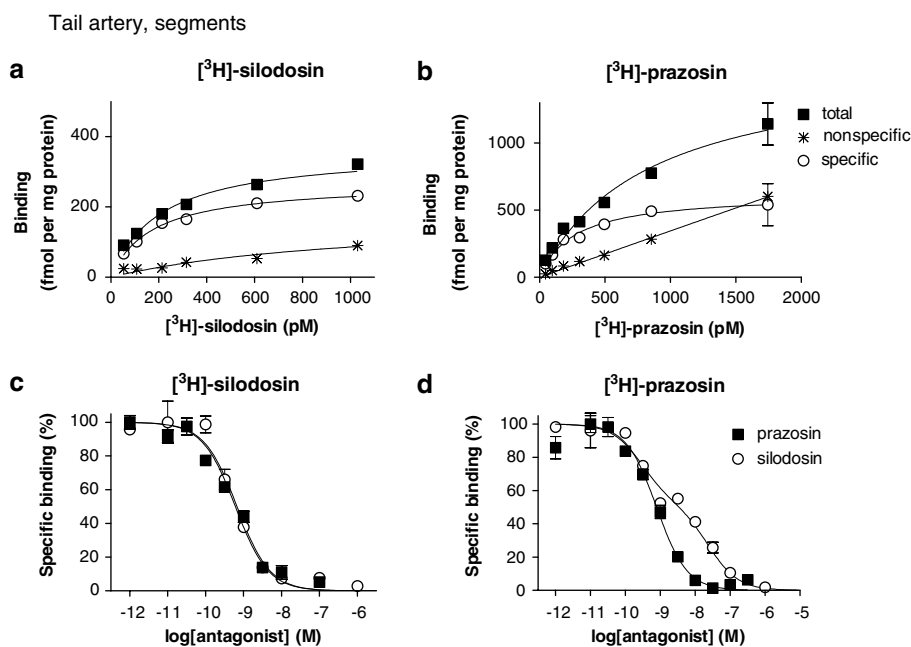 Tail artery, segments
a
[³H]-silodosin
Binding
(fmol per mg protein)
400
200
0
0 200 400 600 800 1000
[³H]-silodosin (pM)
b
[³H]-prazosin
Binding
(fmol per mg protein)
1000
500
0
0 500 1000 1500 2000
[³H]-prazosin (pM)
total
nonspecific
specific
c
[³H]-silodosin
Specific binding (%)
100
80
60
40
20
0
-12 -11 -10 -9 -8 -7 -6
log[antagonist] (M)
d
[³H]-prazosin
Specific binding (%)
100
80
60
40
20
0
-12 -11 -10 -9 -8 -7 -6 -5
log[antagonist] (M)
prazosin
silodosin